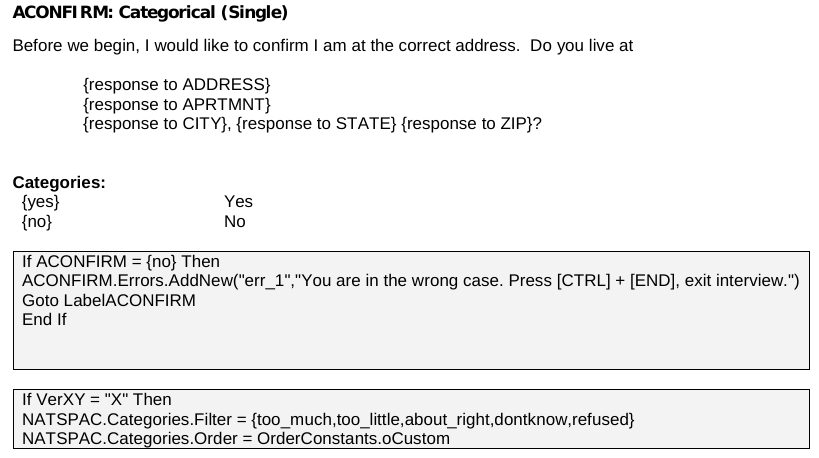 ACONFIRM: Categorical (Single)
Before we begin, I would like to confirm I am at the correct address.  Do you live at
{response to ADDRESS}
{response to APRTMNT}
{response to CITY}, {response to STATE} {response to ZIP}?
Categories:
{yes} Yes
{no} No
If ACONFIRM = {no} Then
ACONFIRM.Errors.AddNew("err_1","You are in the wrong case. Press [CTRL] + [END], exit interview.")
Goto LabelACONFIRM
End If
If VerXY = "X" Then
NATSPAC.Categories.Filter = {too_much,too_little,about_right,dontknow,refused}
NATSPAC.Categories.Order = OrderConstants.oCustom